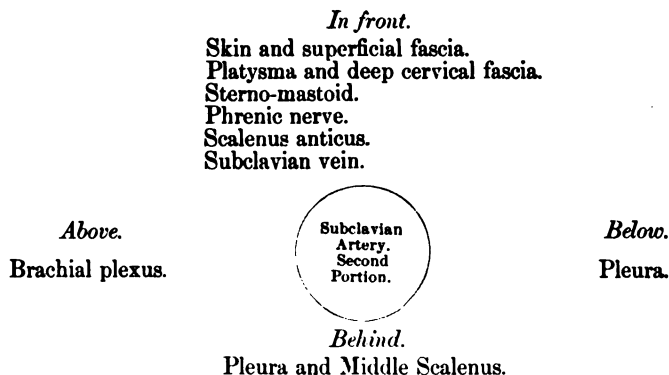 In front.
Skin and superficial fascia.
Platysma and deep cervical fascia.
Sterno-mastoid.
Phrenic nerve.
Scalenus anticus.
Subclavian vein.
Above.
Brachial plexus.
Subclavian
Artery.
Second
Portion.
Below.
Pleura.
Behind.
Pleura and Middle Scalenus.